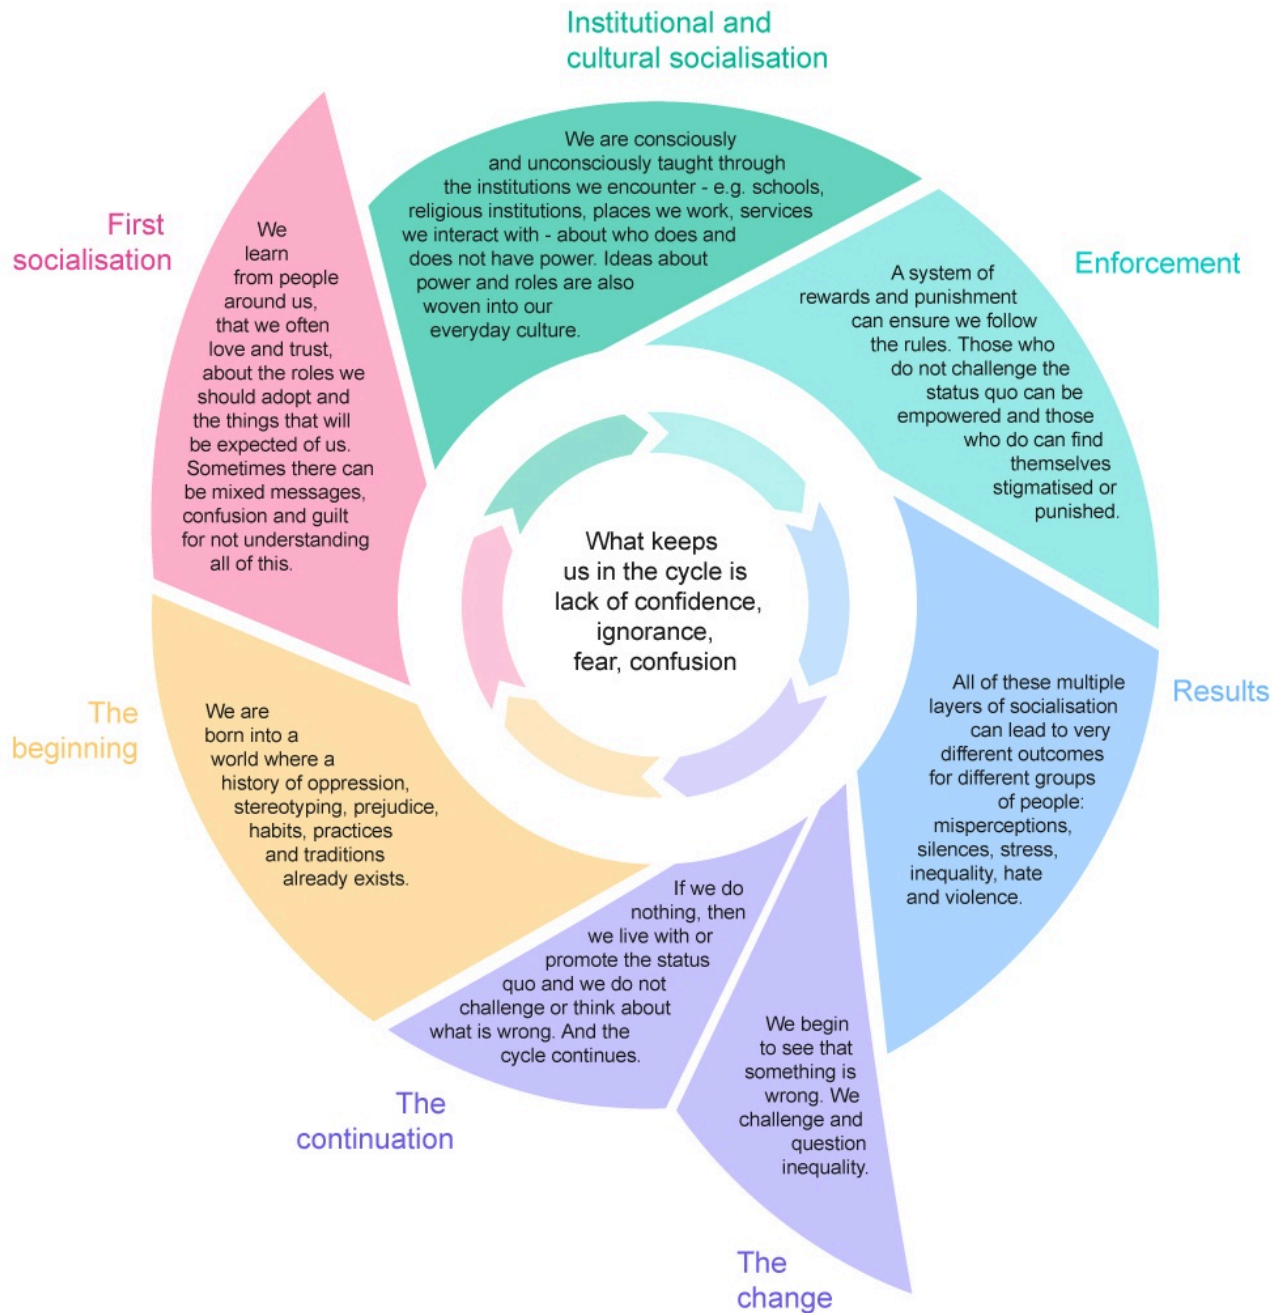 Institutional and
cultural socialisation
We are consciously
and unconsciously taught through
the institutions we encounter - e.g. schools,
religious institutions, places we work, services
we interact with - about who does and
does not have power. Ideas about
power and roles are also
woven into our
everyday culture.
Enforcement
A system of
rewards and punishment
can ensure we follow
the rules. Those who
do not challenge the
status quo can be
empowered and those
who do can find
themselves
stigmatised or
punished.
Results
All of these multiple
layers of socialisation
can lead to very
different outcomes
for different groups
of people:
misperceptions,
silences, stress,
inequality, hate
and violence.
The
change
We begin
to see that
something is
wrong. We
challenge and
question
inequality.
The
continuation
If we do
nothing, then
we live with or
promote the status
quo and we do not
challenge or think about
what is wrong. And the
cycle continues.
The
beginning
We are
born into a
world where a
history of oppression,
stereotyping, prejudice,
habits, practices
and traditions
already exists.
First
socialisation
We
learn
from people
around us,
that we often
love and trust,
about the roles we
should adopt and
the things that will
be expected of us.
Sometimes there can
be mixed messages,
confusion and guilt
for not understanding
all of this.
What keeps
us in the cycle is
lack of confidence,
ignorance,
fear, confusion